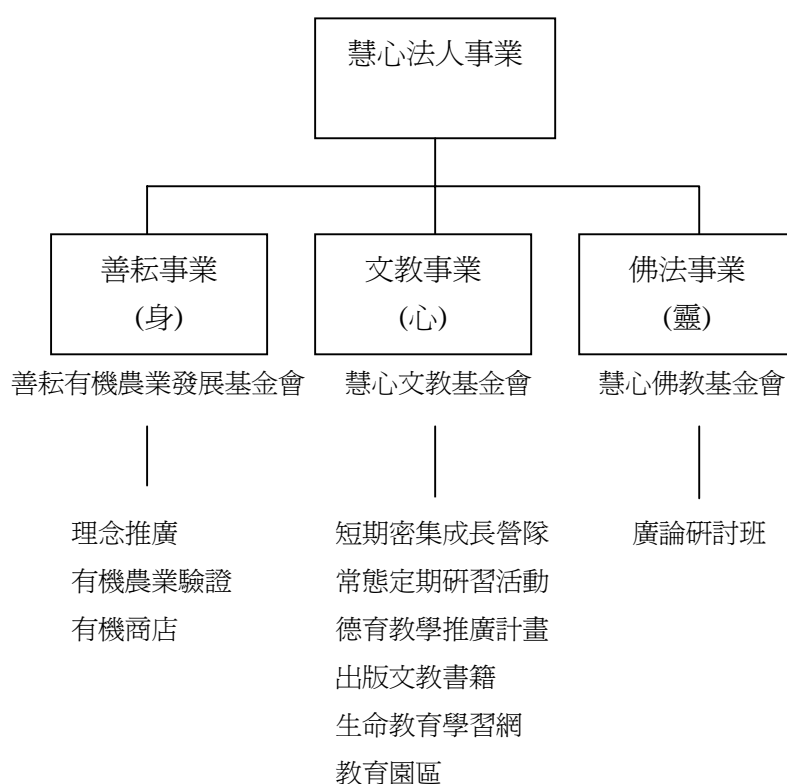 慧心法人事業
善耘事業
(身)
文教事業
(心)
佛法事業
(靈)
善耘有機農業發展基金會
慧心文教基金會
慧心佛教基金會
理念推廣
有機農業驗證
有機商店
短期密集成長營隊
常態定期研習活動
德育教學推廣計畫
出版文教書籍
生命教育學習網
教育園區
廣論研討班